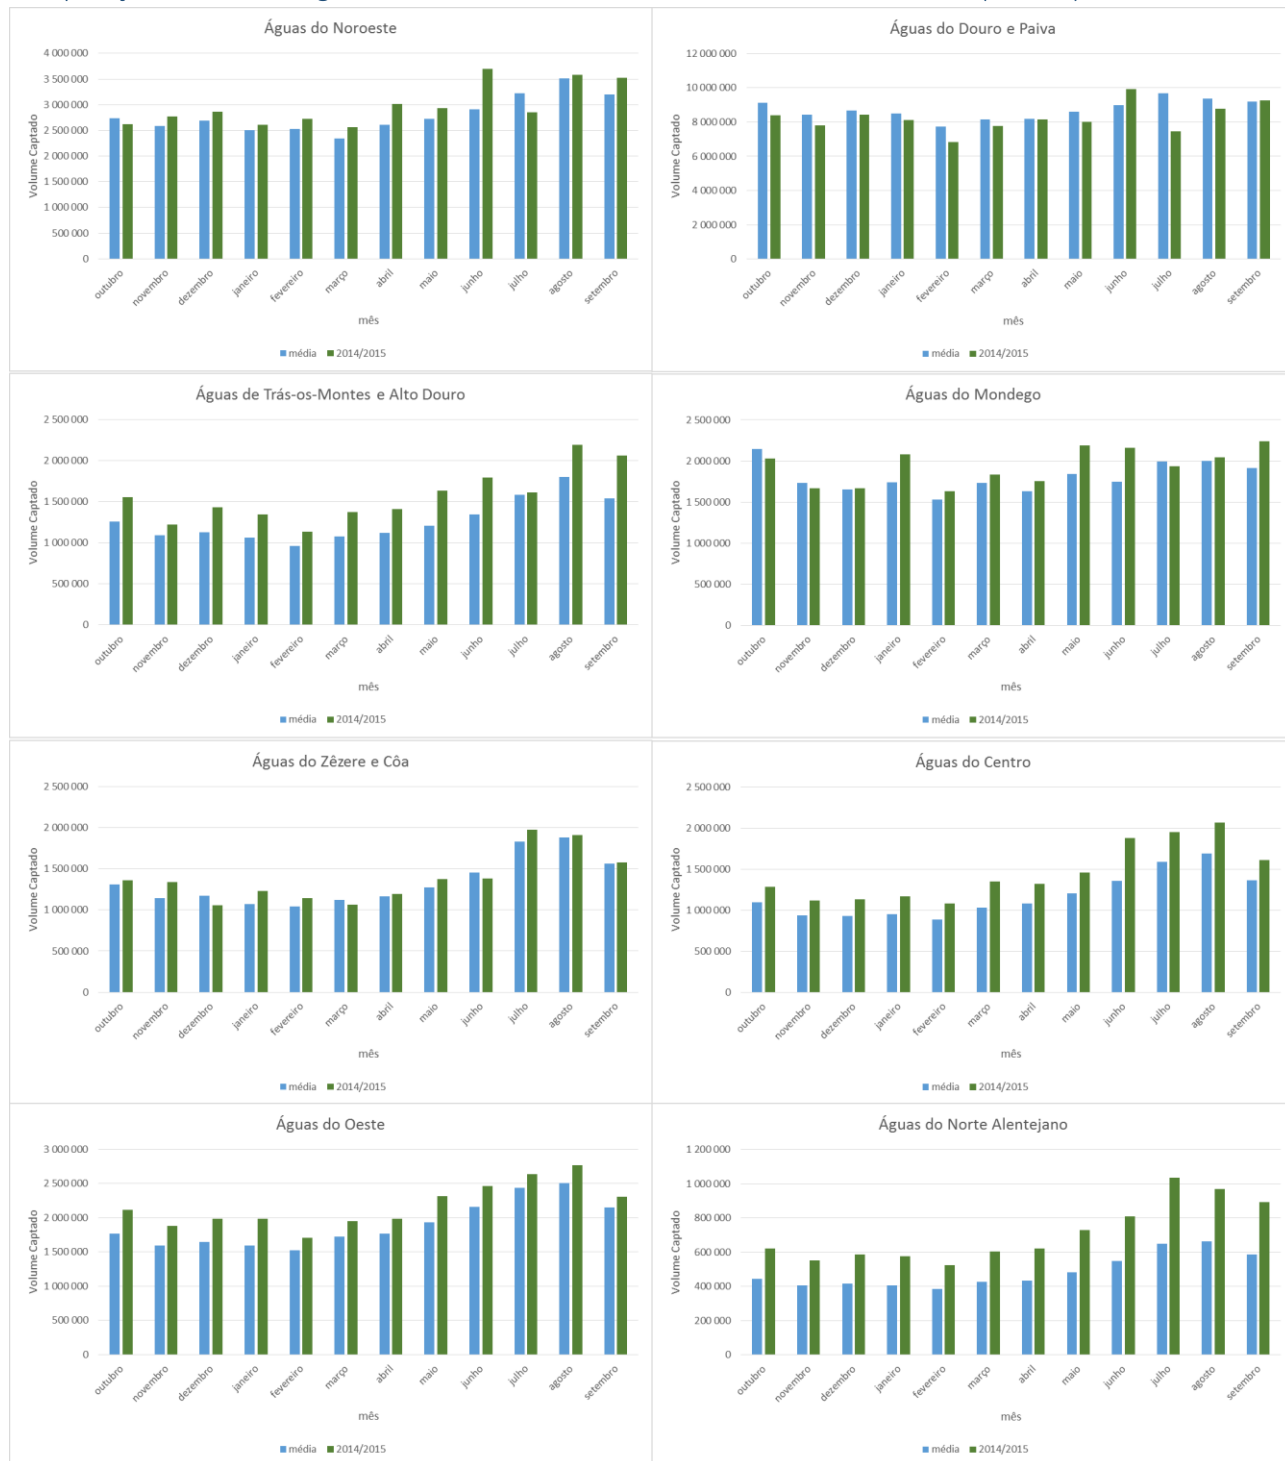 Águas do Noroeste
4 000 000
3 500 000
3 000 000
2 500 000
2 000 000
1 500 000
1 000 000
500 000
0
Volume Captado
outubro
novembro
dezembro
janeiro
fevereiro
março
abril
maio
junho
julho
agosto
setembro
mês
média 2014/2015
Águas do Douro e Paiva
12 000 000
10 000 000
8 000 000
6 000 000
4 000 000
2 000 000
0
Volume Captado
outubro
novembro
dezembro
janeiro
fevereiro
março
abril
maio
junho
julho
agosto
setembro
mês
média 2014/2015
Águas de Trás-os-Montes e Alto Douro
2 500 000
2 000 000
1 500 000
1 000 000
500 000
0
Volume Captado
outubro
novembro
dezembro
janeiro
fevereiro
março
abril
maio
junho
julho
agosto
setembro
mês
média 2014/2015
Águas do Mondego
2 500 000
2 000 000
1 500 000
1 000 000
500 000
0
Volume Captado
outubro
novembro
dezembro
janeiro
fevereiro
março
abril
maio
junho
julho
agosto
setembro
mês
média 2014/2015
Águas do Zêzere e Côa
2 500 000
2 000 000
1 500 000
1 000 000
500 000
0
Volume Captado
outubro
novembro
dezembro
janeiro
fevereiro
março
abril
maio
junho
julho
agosto
setembro
mês
média 2014/2015
Águas do Centro
2 500 000
2 000 000
1 500 000
1 000 000
500 000
0
Volume Captado
outubro
novembro
dezembro
janeiro
fevereiro
março
abril
maio
junho
julho
agosto
setembro
mês
média 2014/2015
Águas do Oeste
3 000 000
2 500 000
2 000 000
1 500 000
1 000 000
500 000
0
Volume Captado
outubro
novembro
dezembro
janeiro
fevereiro
março
abril
maio
junho
julho
agosto
setembro
mês
média 2014/2015
Águas do Norte Alentejano
1 200 000
1 000 000
800 000
600 000
400 000
200 000
0
Volume Captado
outubro
novembro
dezembro
janeiro
fevereiro
março
abril
maio
junho
julho
agosto
setembro
mês
média 2014/2015